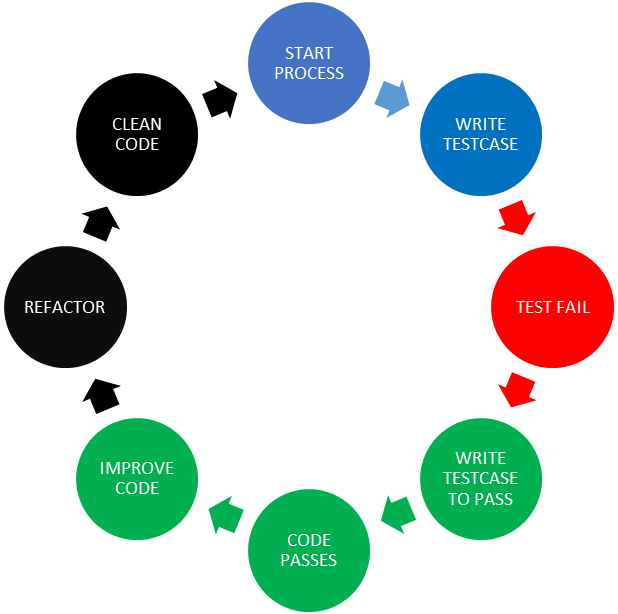 START
PROCESS
WRITE
TESTCASE
TEST FAIL
WRITE
TESTCASE
TO PASS
CODE
PASSES
IMPROVE
CODE
REFACTOR
CLEAN
CODE